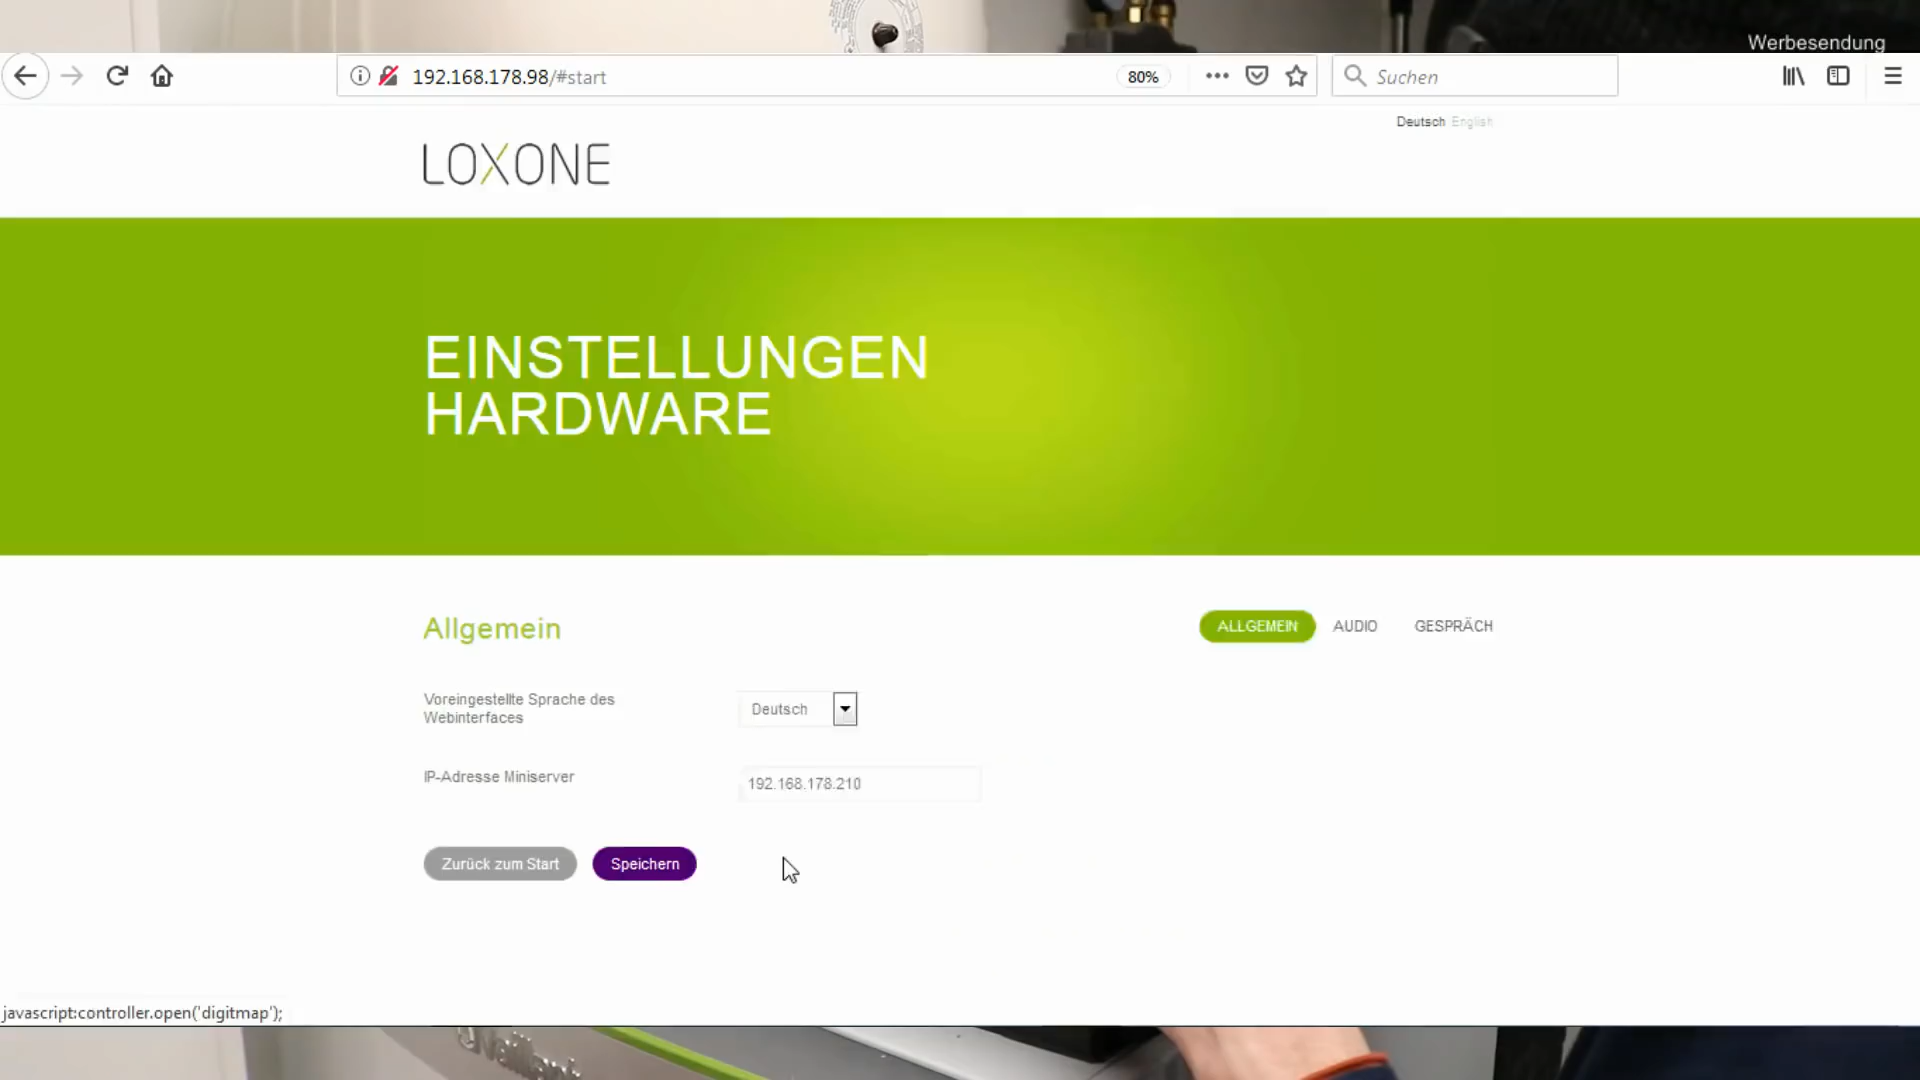 Werbesendung
192.168.178.98/#start
80%
Suchen
Deutsch English
LOXONE
EINSTELLUNGEN
HARDWARE
Allgemein
ALLGEMEIN AUDIO GESPRÄCH
Voreingestellte Sprache des
Webinterfaces
Deutsch
IP-Adresse Miniserver
192.168.178.210
Zurück zum Start
Speichern
javascript:controller.open('digitmap');